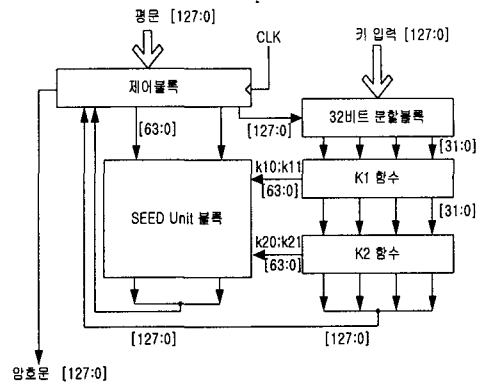 평문 [127:0]
키 입력 [127:0]
CLK
제어블록
32비트 분할블록
[63:0]
[127:0]
[31:0]
k10;k11
[63:0]
K1 함수
SEED Unit 블록
[31:0]
k20;k21
[63:0]
K2 함수
[127:0]
[127:0]
암호문 [127:0]